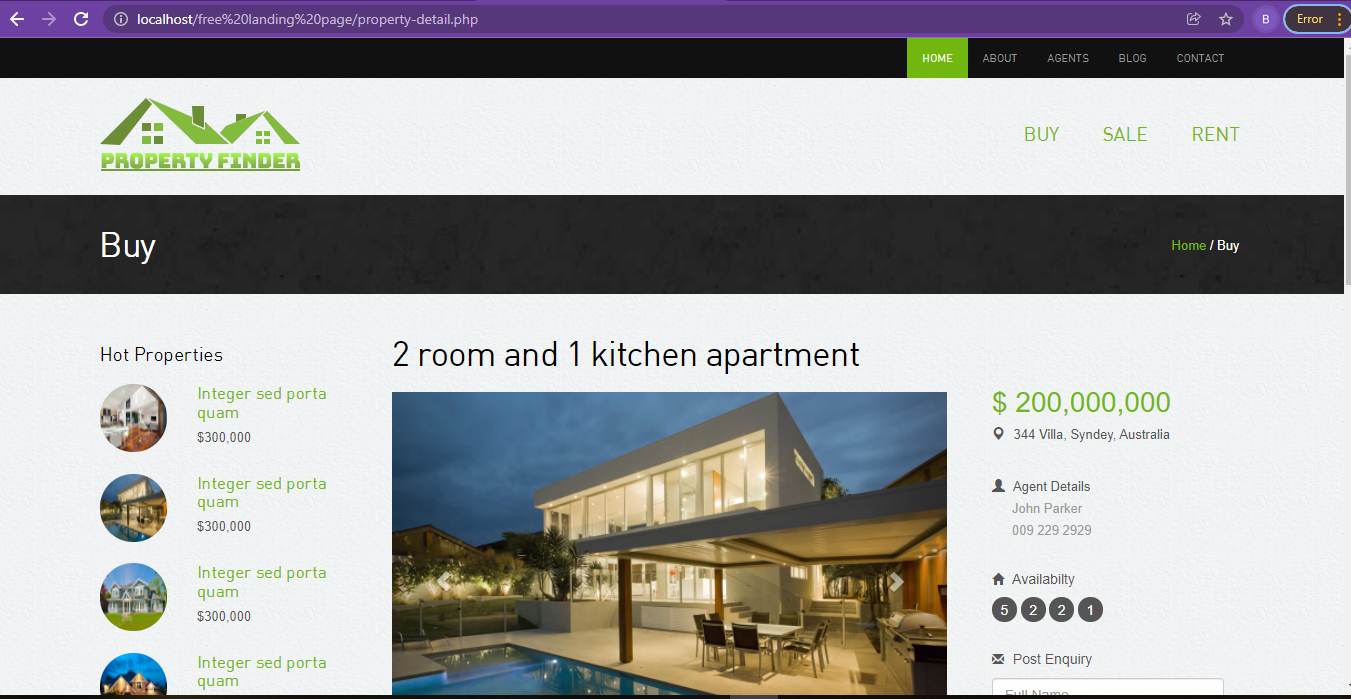 localhost/free%20landing%20page/property-detail.php
B
Error
HOME
ABOUT
AGENTS
BLOG
CONTACT
PROPERTY FINDER
BUY
SALE
RENT
Buy
Home / Buy
Hot Properties
Integer sed porta
quam
$300,000
Integer sed porta
quam
$300,000
Integer sed porta
quam
$300,000
Integer sed porta
quam
2 room and 1 kitchen apartment
$ 200,000,000
344 Villa, Syndey, Australia
Agent Details
John Parker
009 229 2929
Availabilty
5 2 2 1
Post Enquiry
Full Name